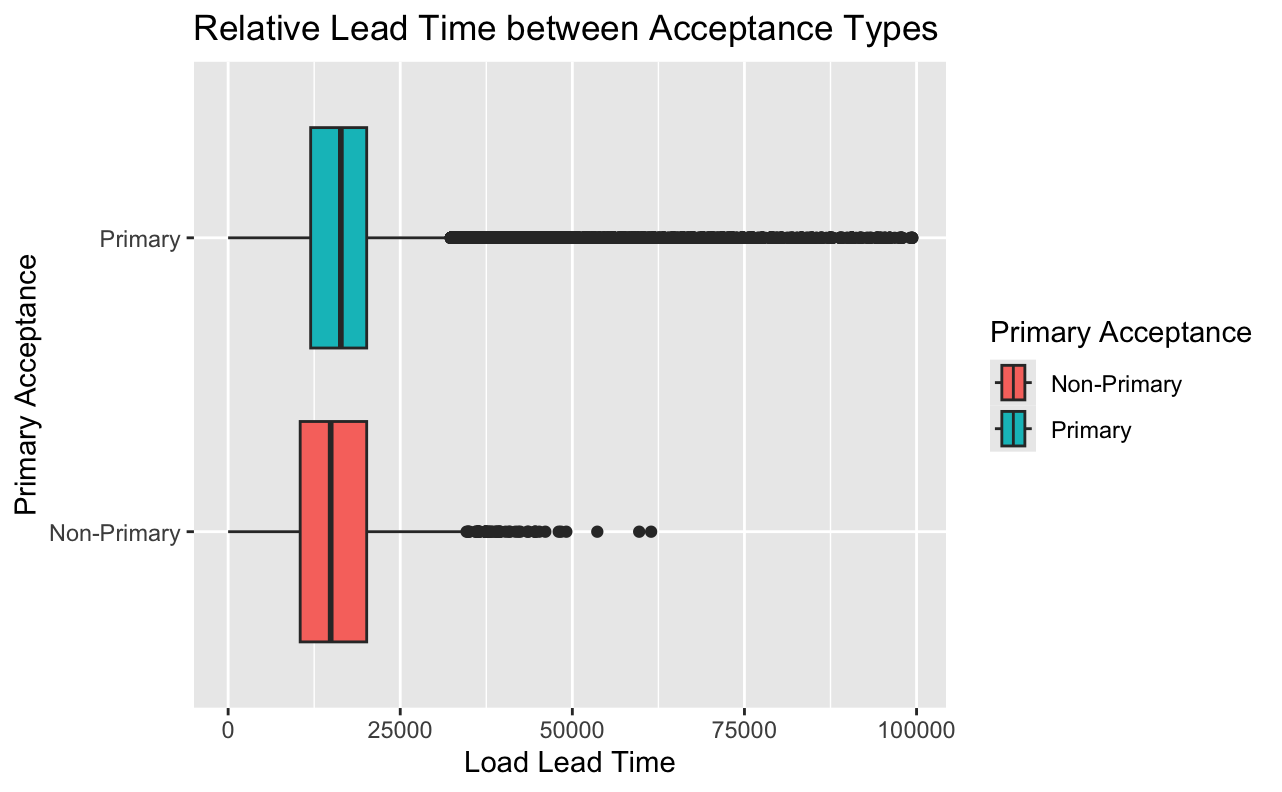 Relative Lead Time between Acceptance Types
Primary Acceptance
Primary
Non-Primary
0
25000
50000
75000
100000
Load Lead Time
Primary Acceptance
Non-Primary
Primary